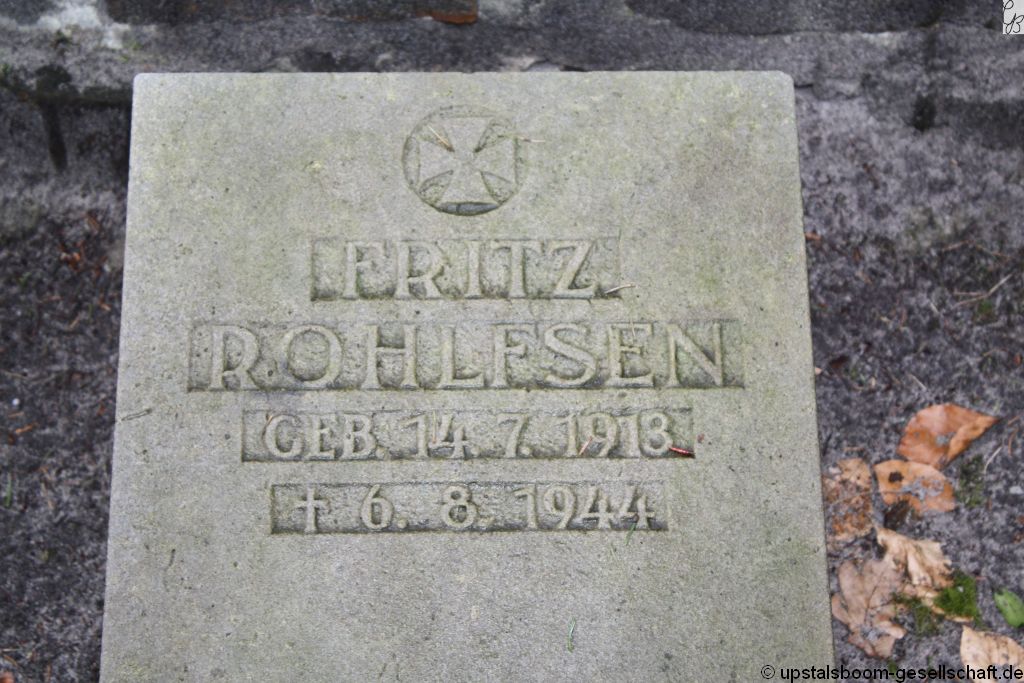 FRITZ
ROHLFSEN
GEB. 14. 7. 1918
† 6. 8. 1944
© upstalsboom-gesellschaft.de